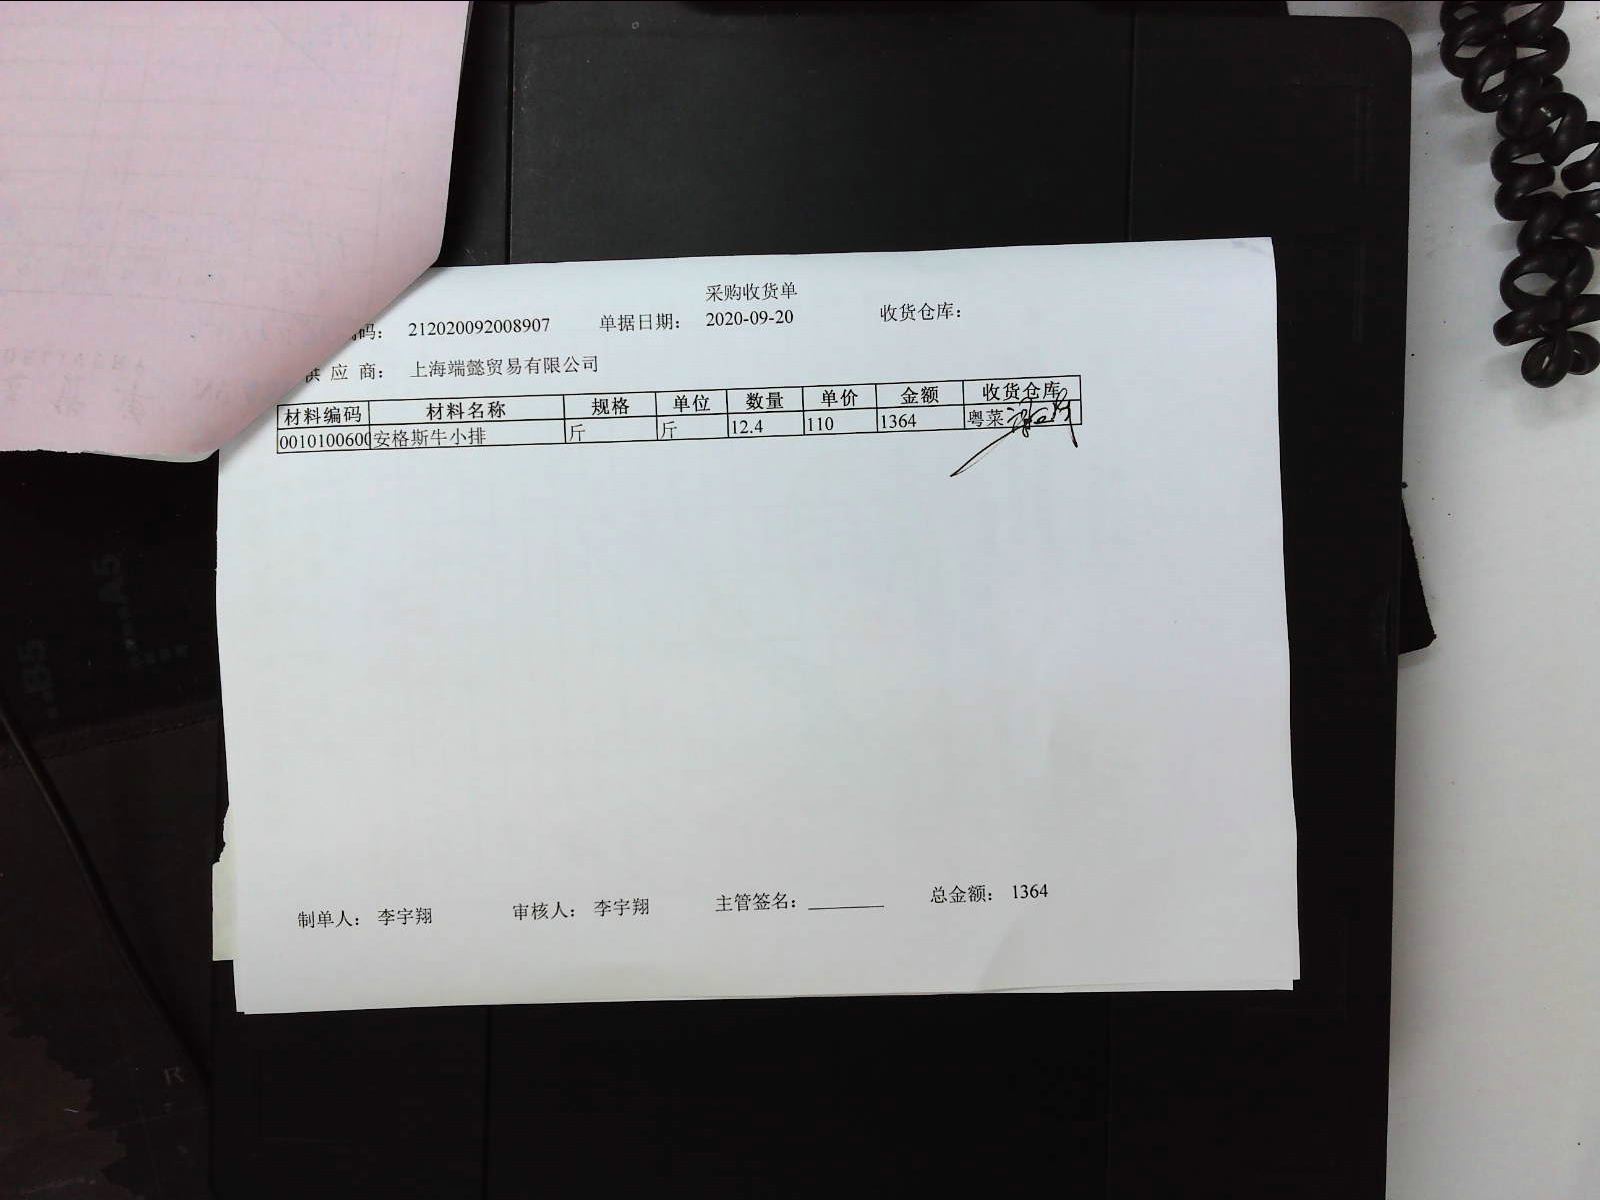 采购收货单
码: 212020092008907 单据日期: 2020-09-20 收货仓库:
供 应 商: 上海端懿贸易有限公司
材料编码 材料名称 规格 单位 数量 单价 金额 收货仓库
0010100600 安格斯牛小排 斤 斤 12.4 110 1364 粤菜
制单人: 李宇翔 审核人: 李宇翔 主管签名: 总金额: 1364
A5
B5
R